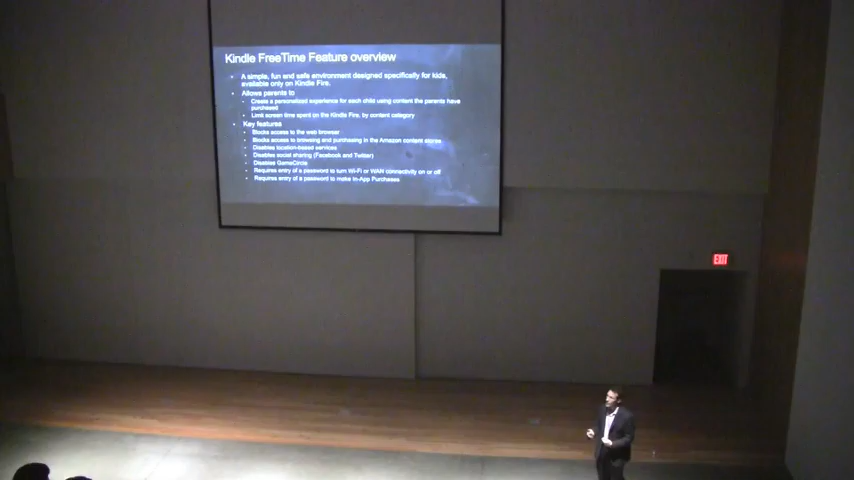 Kindle FreeTime Feature overview
• A simple, fun and safe environment designed specifically for kids,
available only on Kindle Fire.
• Allows parents to
• Create a personalized experience for each child using content the parents have
purchased
• Limit screen time spent on the Kindle Fire, by content category
• Key features
• Blocks access to the web browser
• Blocks access to browsing and purchasing in the Amazon content stores
• Disables location-based services
• Disables social sharing (Facebook and Twitter)
• Disables GameCircle
• Requires entry of a password to turn Wi-Fi or WAN connectivity on or off
• Requires entry of a password to make In-App Purchases
EXIT